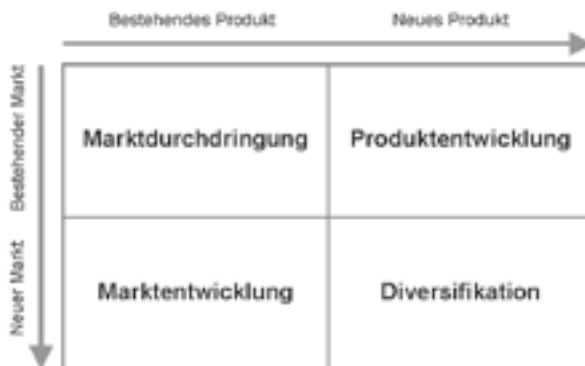 Bestehendes Produkt Neues Produkt
Bestehender Markt
Marktdurchdringung Produktentwicklung
Neuer Markt
Marktentwicklung Diversifikation